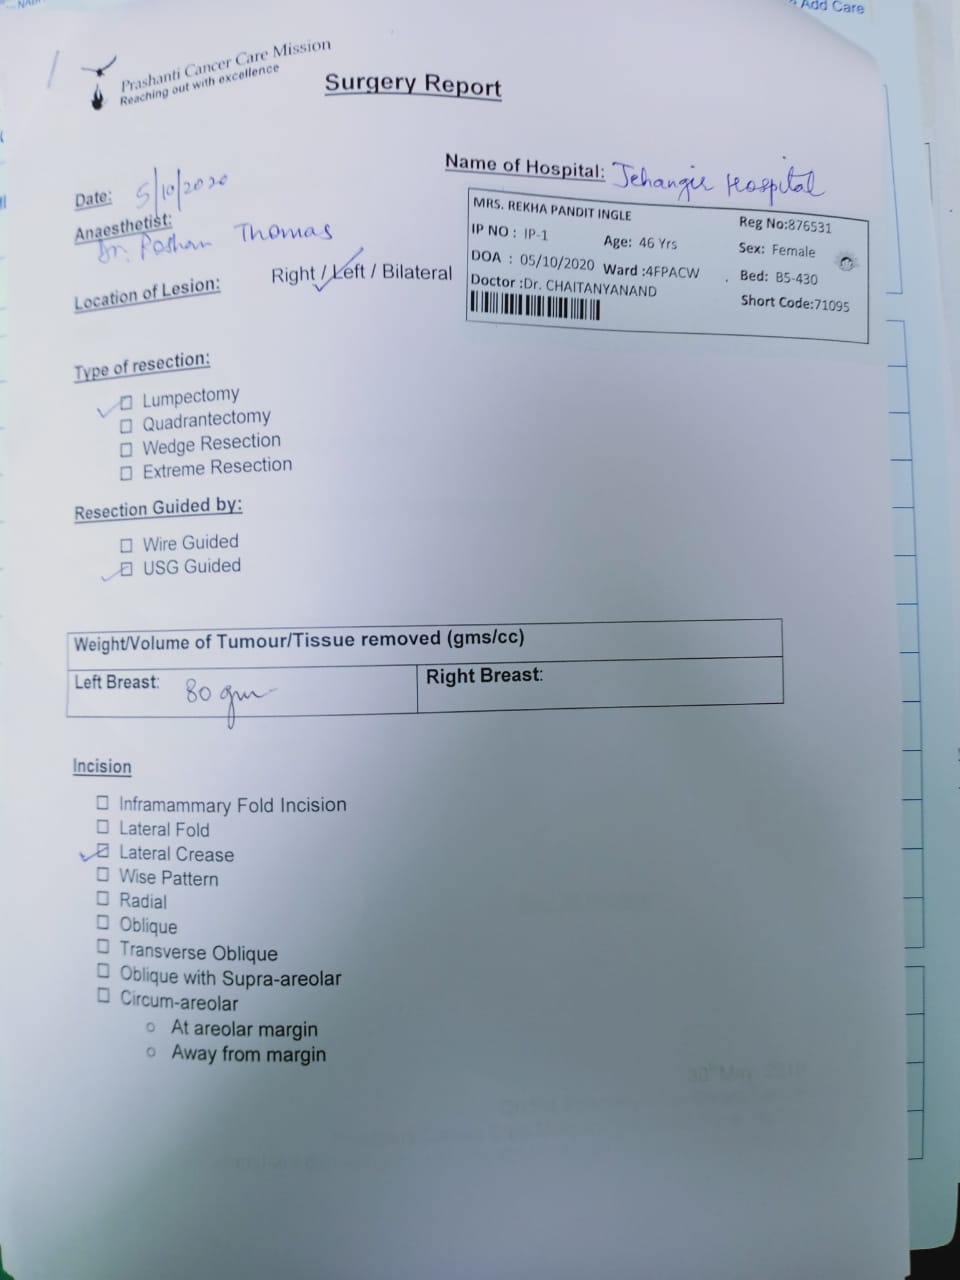 Add Care
Prashanti Cancer Care Mission
Reaching out with excellence
Surgery Report
Name of Hospital: Jehangir Hospital
Date: 5/10/2020
Anaesthetist:
Dr. Thomas
Location of Lesion: Right / Left / Bilateral
MRS. REKHA PANDIT INGLE Reg No:876531
IP NO : IP-1 Age: 46 Yrs Sex: Female
DOA : 05/10/2020 Ward :4FPACW Bed: B5-430
Doctor :Dr. CHAITANYANAND Short Code:71095
Type of resection:
Lumpectomy
Quadrantectomy
Wedge Resection
Extreme Resection
Resection Guided by:
Wire Guided
USG Guided
Weight/Volume of Tumour/Tissue removed (gms/cc)
Left Breast: 80 gm Right Breast:
Incision
Inframammary Fold Incision
Lateral Fold
Lateral Crease
Wise Pattern
Radial
Oblique
Transverse Oblique
Oblique with Supra-areolar
Circum-areolar
At areolar margin
Away from margin